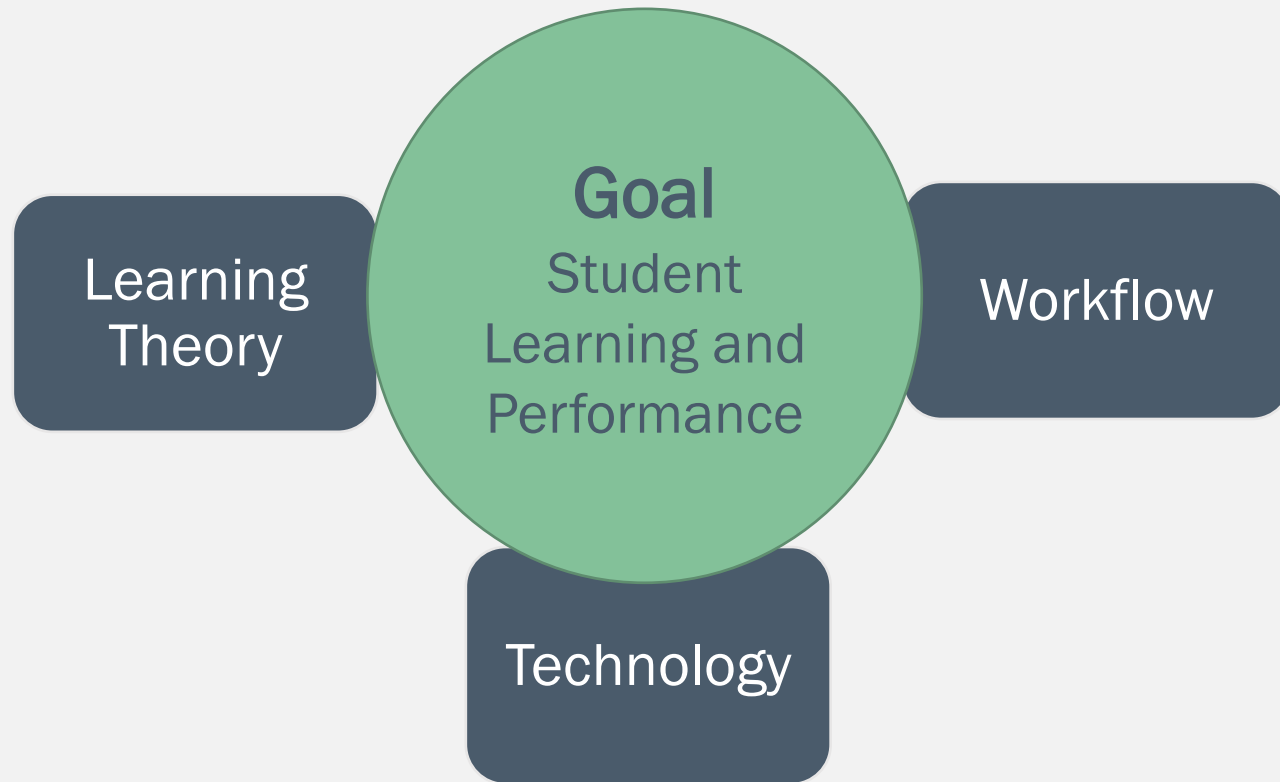 Goal
Student
Learning and
Performance
Learning
Theory
Workflow
Technology